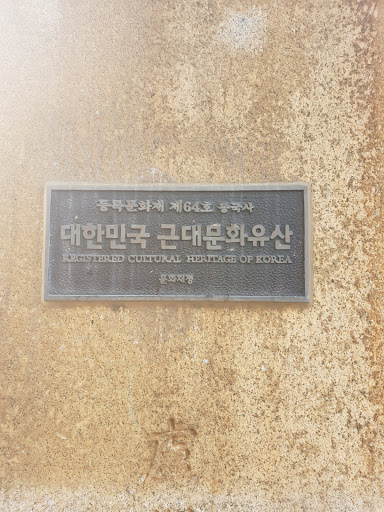 등록문화재 제64호 동국사
대한민국 근대문화유산
REGISTERED CULTURAL HERITAGE OF KOREA
문화재청